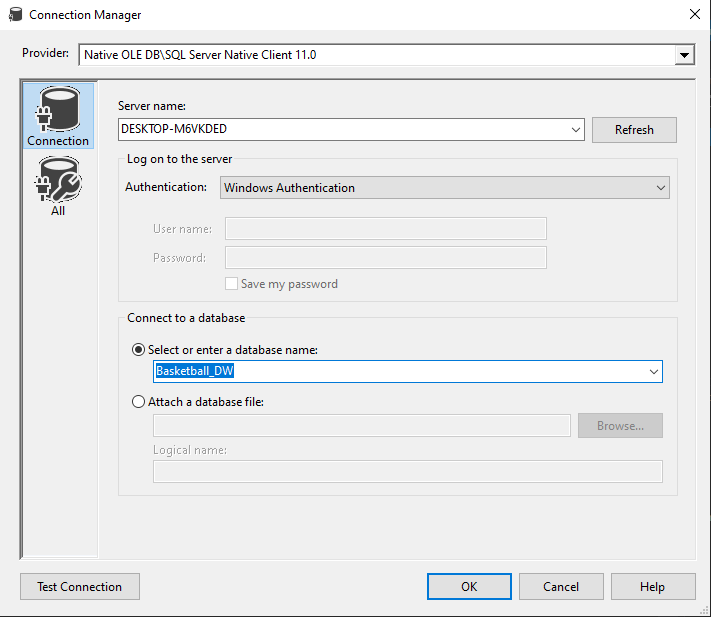 Connection Manager
Provider: Native OLE DB\SQL Server Native Client 11.0
Connection
All
Server name:
DESKTOP-M6VKDED
Refresh
Log on to the server
Authentication: Windows Authentication
User name:
Password:
Save my password
Connect to a database
Select or enter a database name:
Basketball_DW
Attach a database file:
Browse...
Logical name:
Test Connection
OK
Cancel
Help